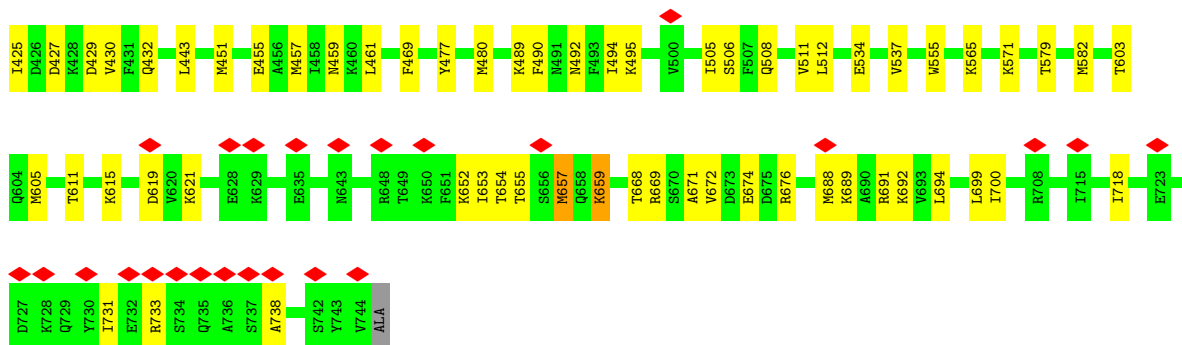 I425 D426 D427 K428 D429 V430 F431 Q432 L443 M451 E455 A456 M457 I458 N459 K460 L461 F469 Y477 M480 K489 F490 N491 N492 F493 I494 K495 V500 I505 S506 F507 Q508 V511 L512 E534 V537 W555 K565 K571 T579 M582 T603
Q604 M605 T611 K615 D619 V620 K621 E628 K629 E635 N643 R648 T649 K650 F651 K652 I653 T654 T655 S656 M657 Q658 K659 T668 R669 S670 A671 V672 D673 E674 D675 R676 M688 K689 A690 R691 K692 V693 L694 L699 I700 R708 I715 I718 E723
D727 K728 Q729 Y730 I731 E732 R733 S734 Q735 A736 S737 A738 S742 Y743 V744 ALA